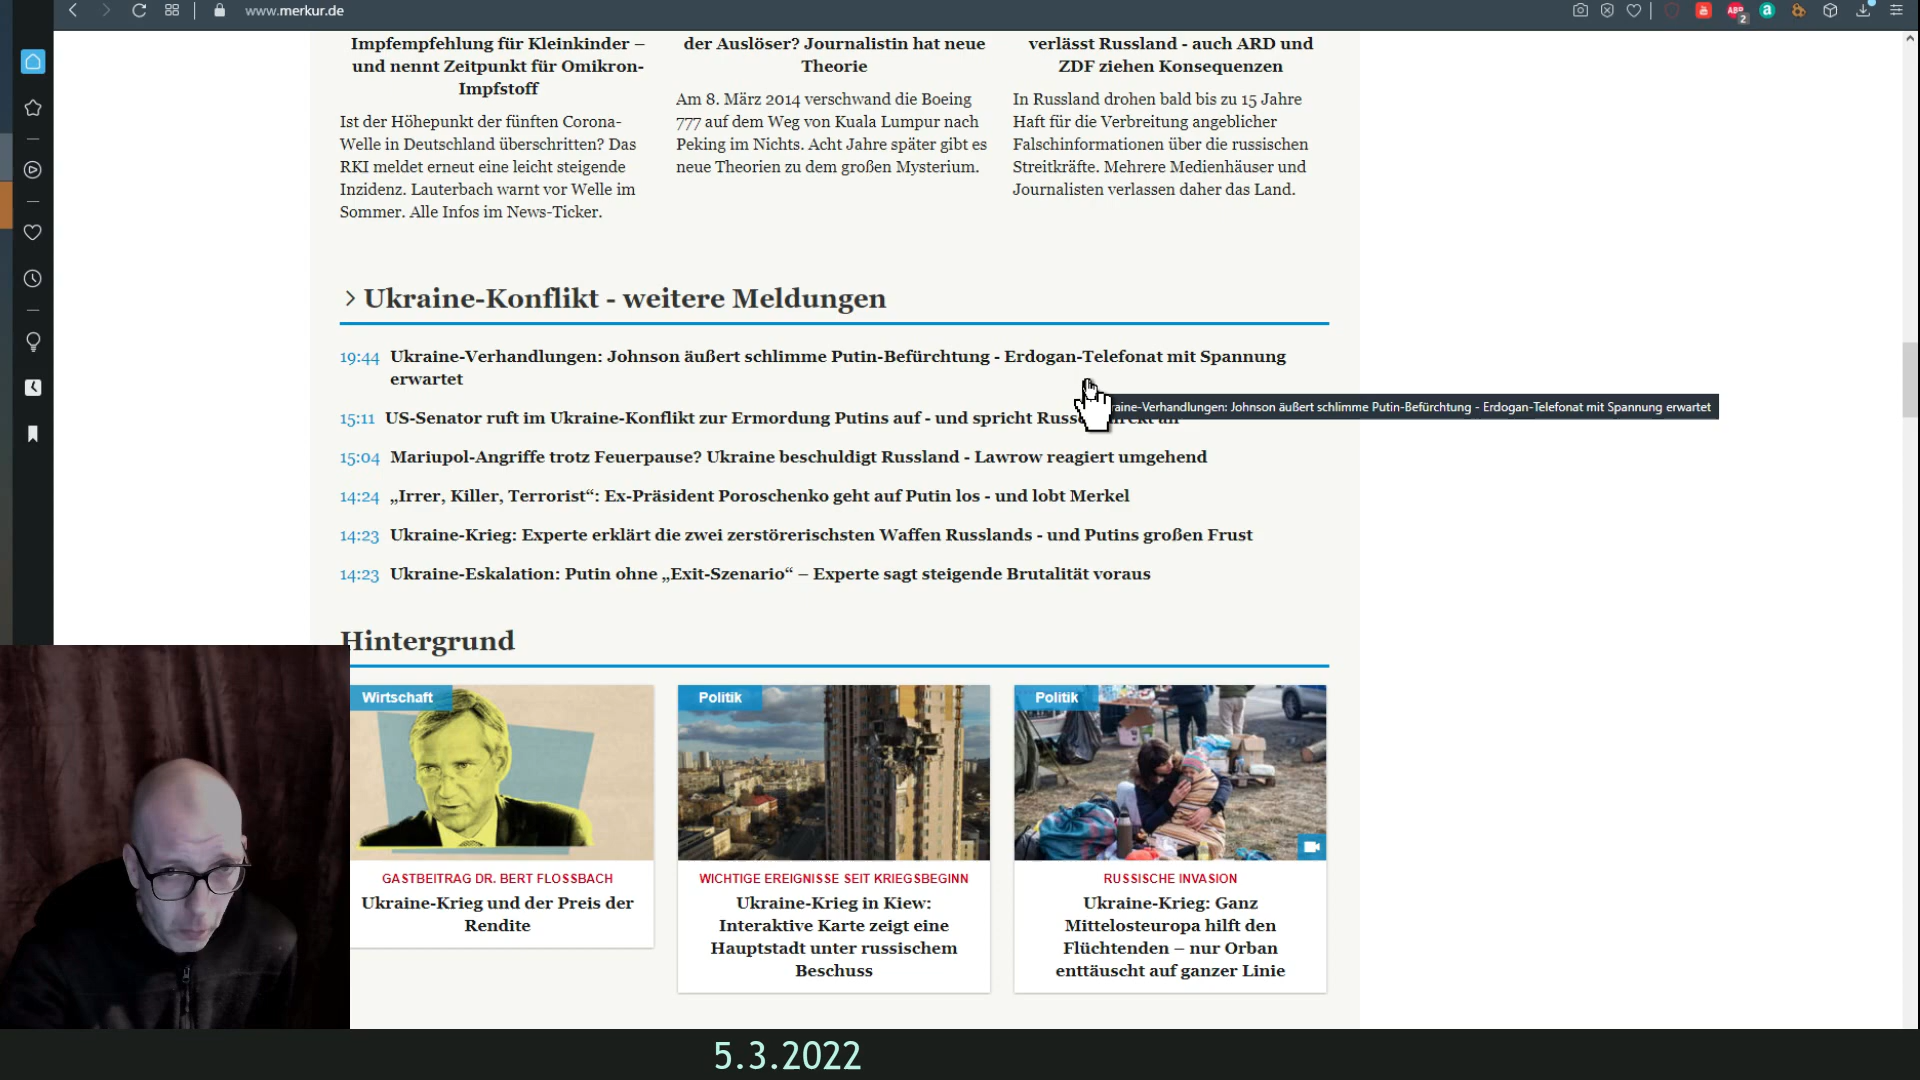 www.merkur.de
Impfempfehlung für Kleinkinder –
und nennt Zeitpunkt für Omikron-
Impfstoff
Ist der Höhepunkt der fünften Corona-
Welle in Deutschland überschritten? Das
RKI meldet erneut eine leicht steigende
Inzidenz. Lauterbach warnt vor Welle im
Sommer. Alle Infos im News-Ticker.
der Auslöser? Journalistin hat neue
Theorie
Am 8. März 2014 verschwand die Boeing
777 auf dem Weg von Kuala Lumpur nach
Peking im Nichts. Acht Jahre später gibt es
neue Theorien zu dem großen Mysterium.
verlässt Russland - auch ARD und
ZDF ziehen Konsequenzen
In Russland drohen bald bis zu 15 Jahre
Haft für die Verbreitung angeblicher
Falschinformationen über die russischen
Streitkräfte. Mehrere Medienhäuser und
Journalisten verlassen daher das Land.
Ukraine-Konflikt - weitere Meldungen
19:44 Ukraine-Verhandlungen: Johnson äußert schlimme Putin-Befürchtung - Erdogan-Telefonat mit Spannung
erwartet
Johnson äußert schlimme Putin-Befürchtung - Erdogan-Telefonat mit Spannung erwartet
15:11 US-Senator ruft im Ukraine-Konflikt zur Ermordung Putins auf - und spricht
15:04 Mariupol-Angriffe trotz Feuerpause? Ukraine beschuldigt Russland - Lawrow reagiert umgehend
14:24 „Irrer, Killer, Terrorist“: Ex-Präsident Poroschenko geht auf Putin los - und lobt Merkel
14:23 Ukraine-Krieg: Experte erklärt die zwei zerstörerischsten Waffen Russlands - und Putins großen Frust
14:23 Ukraine-Eskalation: Putin ohne „Exit-Szenario“ – Experte sagt steigende Brutalität voraus
Hintergrund
Wirtschaft
GASTBEITRAG DR. BERT FLOSSBACH
Ukraine-Krieg und der Preis der
Rendite
Politik
WICHTIGE EREIGNISSE SEIT KRIEGSBEGINN
Ukraine-Krieg in Kiew:
Interaktive Karte zeigt eine
Hauptstadt unter russischem
Beschuss
Politik
RUSSISCHE INVASION
Ukraine-Krieg: Ganz
Mittelosteuropa hilft den
Flüchtenden – nur Orban
enttäuscht auf ganzer Linie
5.3.2022